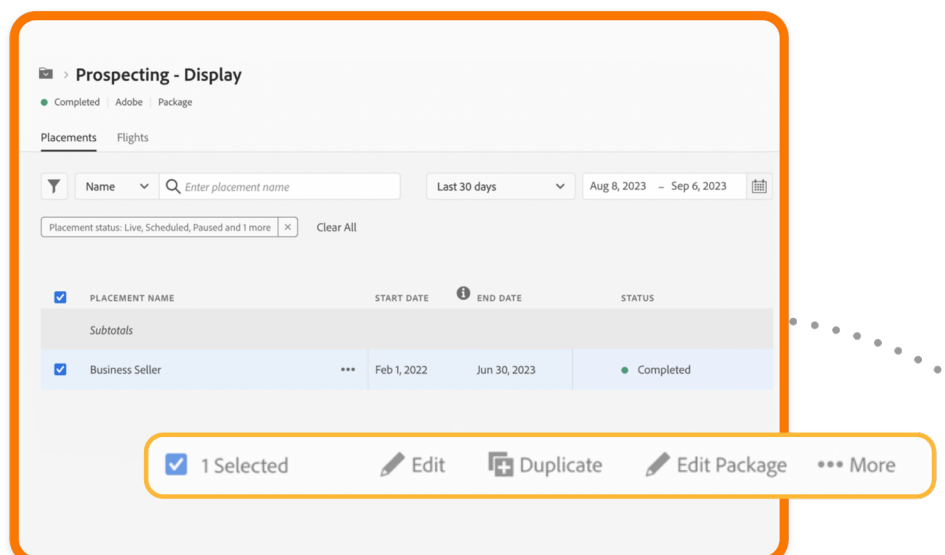 > Prospecting - Display
Completed Adobe Package
Placements Flights
Name Enter placement name Last 30 days Aug 8, 2023 – Sep 6, 2023
Placement status: Live, Scheduled, Paused and 1 more × Clear All
PLACEMENT NAME START DATE END DATE STATUS
Subtotals
Business Seller ••• Feb 1, 2022 Jun 30, 2023 Completed
1 Selected Edit Duplicate Edit Package ••• More